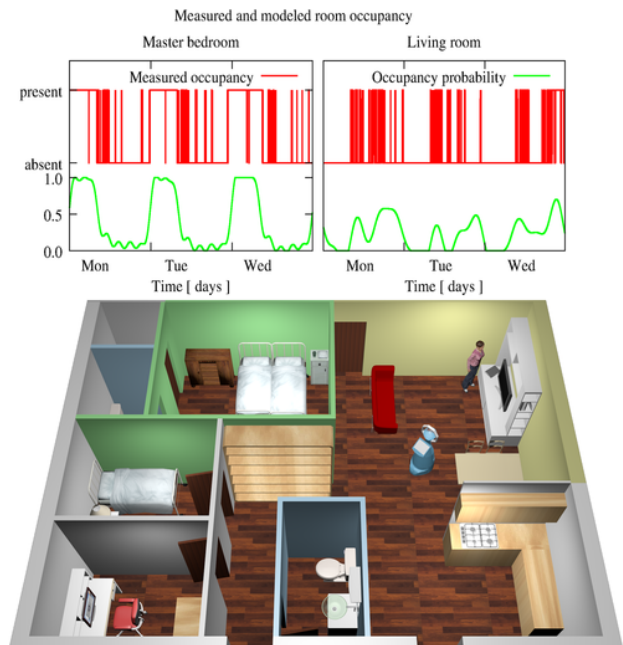 Measured and modeled room occupancy
Master bedroom
Living room
Measured occupancy
Occupancy probability
present
absent
1.0
0.5
0.0
Mon Tue Wed
Mon Tue Wed
Time [ days ]
Time [ days ]